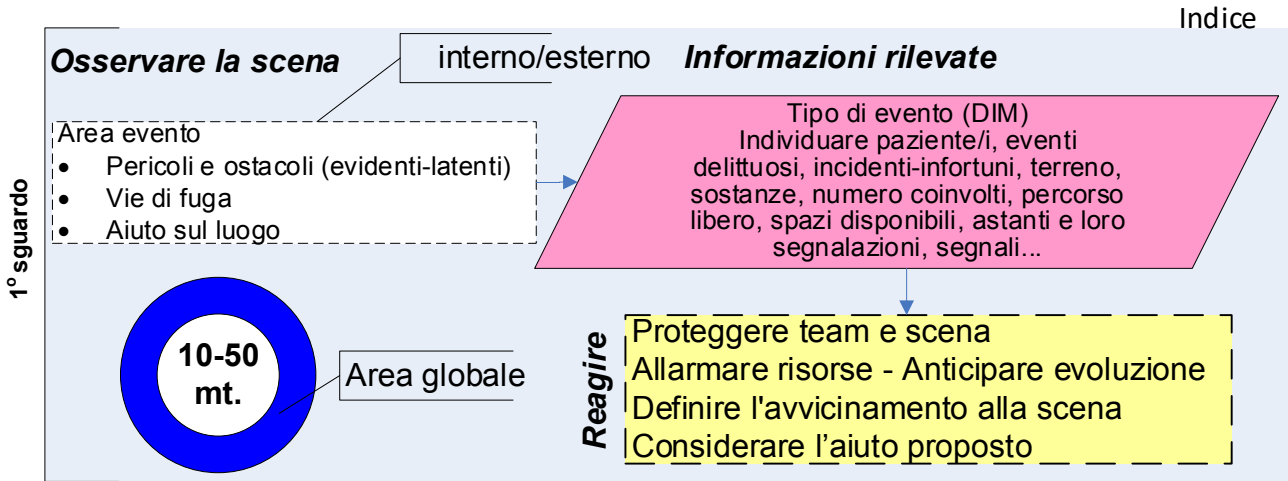 Indice
Osservare la scena
interno/esterno
Informazioni rilevate
1° sguardo
Area evento
• Pericoli e ostacoli (evidenti-latenti)
• Vie di fuga
• Aiuto sul luogo
Tipo di evento (DIM)
Individuare paziente/i, eventi
delittuosi, incidenti-infortuni, terreno,
sostanze, numero coinvolti, percorso
libero, spazi disponibili, astanti e loro
segnalazioni, segnali...
10-50
mt.
Area globale
Reagire
Proteggere team e scena
Allarmare risorse - Anticipare evoluzione
Definire l'avvicinamento alla scena
Considerare l’aiuto proposto